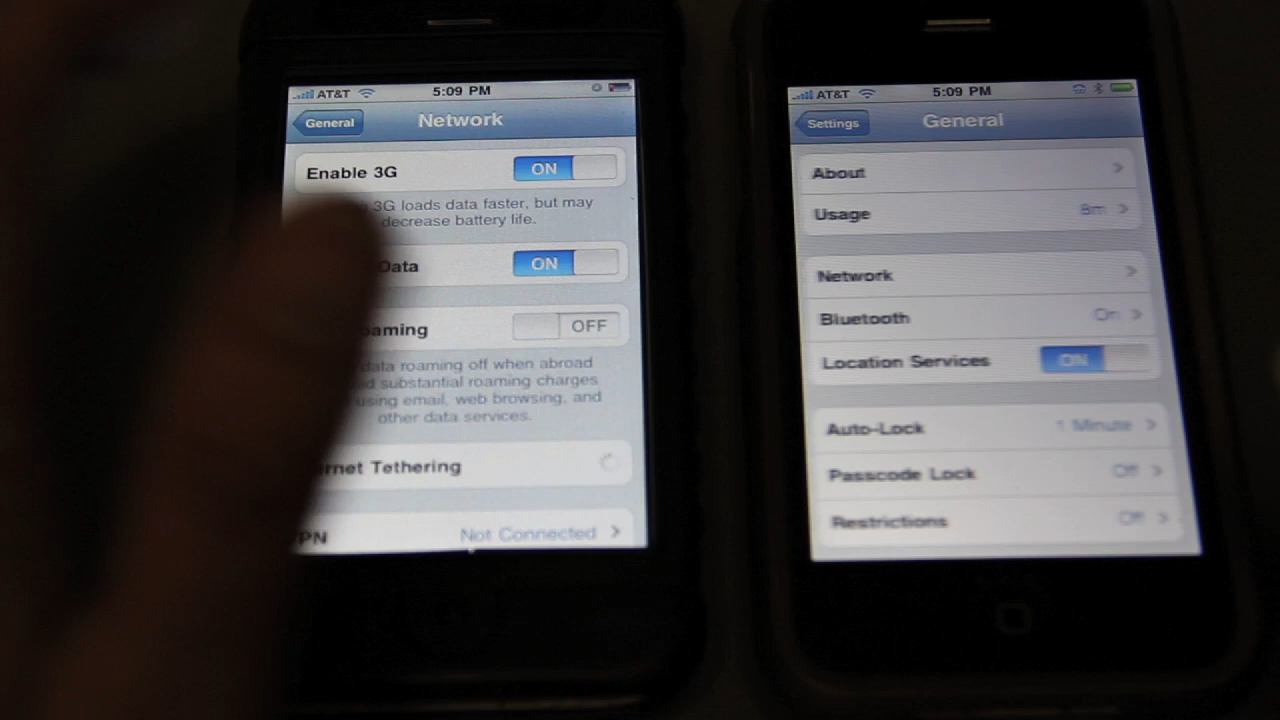 AT&T 5:09 PM
General Network
Enable 3G ON
3G loads data faster, but may
decrease battery life.
Data ON
oaming OFF
data roaming off when abroad
substantial roaming charges
using email, web browsing, and
other data services.
rnet Tethering
PN Not Connected
AT&T 5:09 PM
Settings General
About
Usage 8m
Network
Bluetooth On
Location Services ON
Auto-Lock 1 Minute
Passcode Lock Off
Restrictions Off